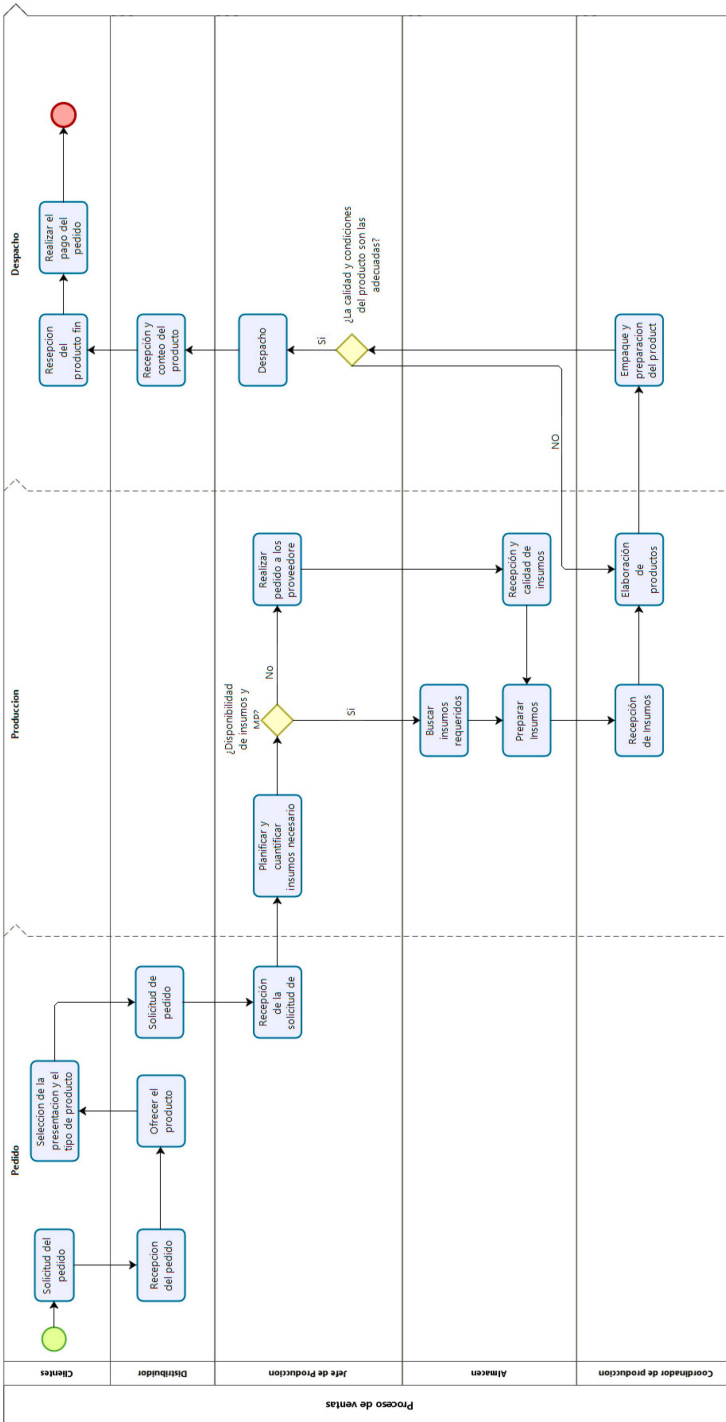 Proceso de ventas
Pedido
Produccion
Despacho
Clientes
Solicitud del
pedido
Seleccion de la
presentacion y el
tipo de producto
Resepcion
del
producto fin
Realizar el
pago del
pedido
Distribuidor
Recepcion
del pedido
Ofrecer el
producto
Solicitud de
pedido
Recepción y
conteo del
producto
Jefe de Produccion
Recepción
de la
solicitud de
Planificar y
cuantificar
insumos necesario
¿Disponibilidad
de insumos y
MP?
No
Si
Realizar
pedido a los
proveedore
Despacho
Si
¿La calidad y condiciones
del producto son las
adecuadas?
NO
Almacen
Buscar
insumos
requeridos
Preparar
Insumos
Recepción y
calidad de
insumos
Coordinador de produccion
Recepción
de Insumos
Elaboración
de
productos
Empaque y
preparacion
del product